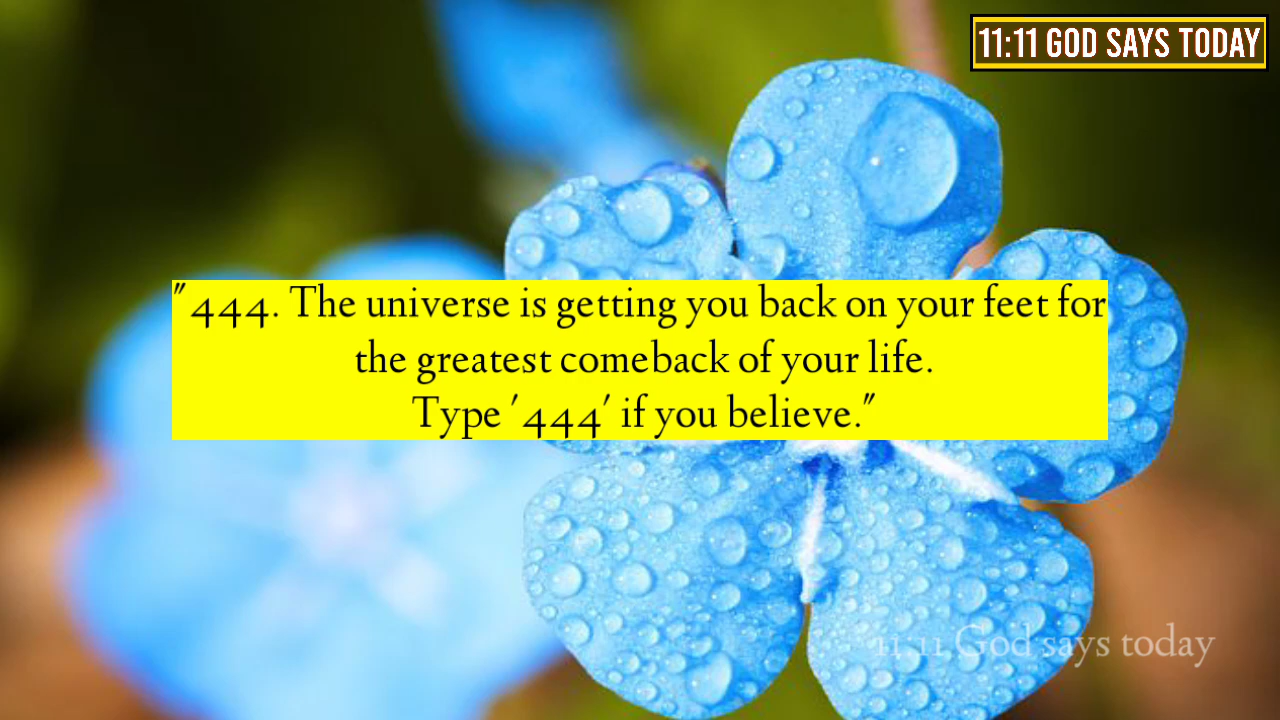 11:11 GOD SAYS TODAY
"444. The universe is getting you back on your feet for
the greatest comeback of your life.
Type '444' if you believe."
11:11 God says today